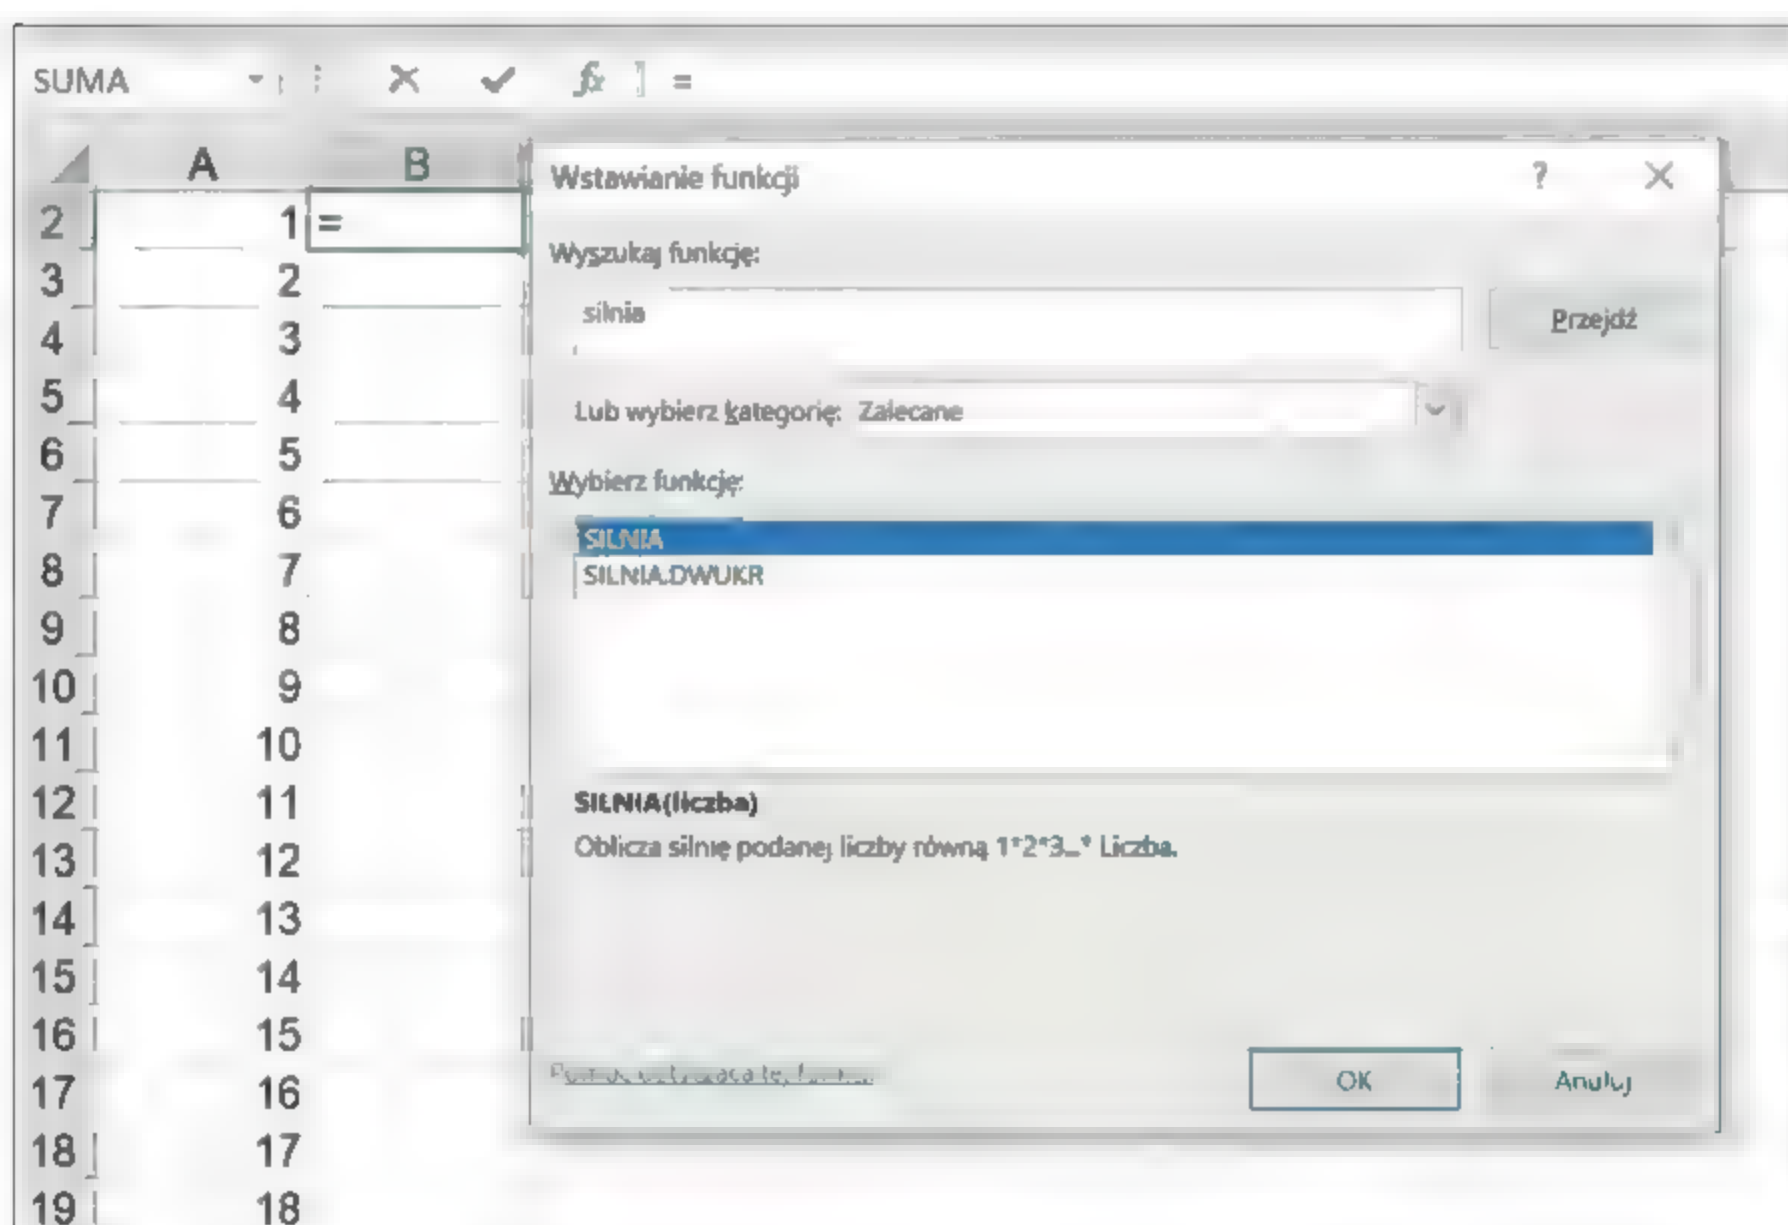 SUMA fx =
A B
2 1 =
3 2
4 3
5 4
6 5
7 6
8 7
9 8
10 9
11 10
12 11
13 12
14 13
15 14
16 15
17 16
18 17
19 18
Wstawianie funkcji ? ×
Wyszukaj funkcję:
silnia
Przejdź
Lub wybierz kategorię: Zalecane
Wybierz funkcję:
SILNIA
SILNIA.DWUKR
SILNIA(liczba)
Oblicza silnię podanej liczby równą 1*2*3...* Liczba.
OK Anuluj